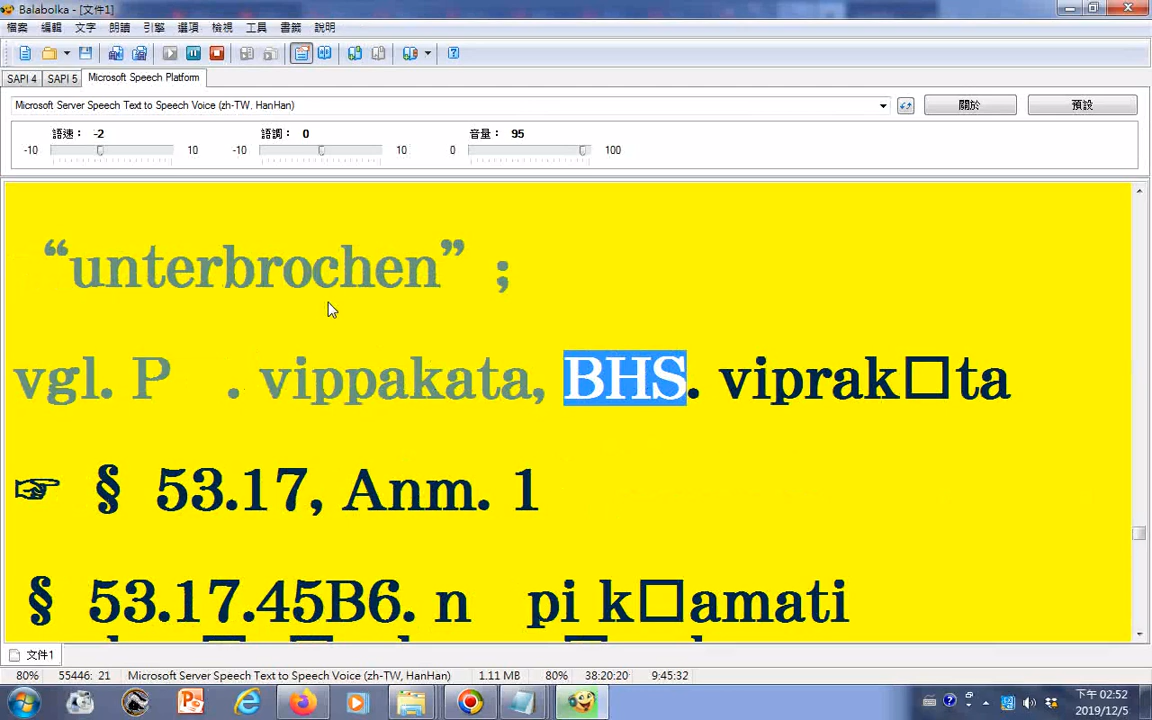 Balabolka - [文件1]
檔案 編輯 文字 朗讀 引擎 選項 檢視 工具 書籤 說明
SAPI 4 SAPI 5 Microsoft Speech Platform
Microsoft Server Speech Text to Speech Voice (zh-TW, HanHan) 關於 預設
語速： -2 語調： 0 音量： 95
-10 10 -10 10 0 100
“unterbrochen” ;
vgl. P . vippakata, BHS. viprak□ta
☞ § 53.17, Anm. 1
§ 53.17.45B6. n pi k□amati
文件1
80% 55446: 21 Microsoft Server Speech Text to Speech Voice (zh-TW, HanHan) 1.11 MB 80% 38:20:20 9:45:32
下午 02:52
2019/12/5